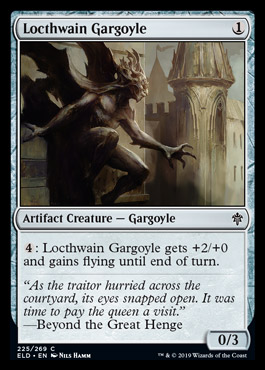 Locthwain Gargoyle 1
Artifact Creature — Gargoyle
4: Locthwain Gargoyle gets +2/+0
and gains flying until end of turn.
"As the traitor hurried across the
courtyard, its eyes snapped open. It was
time to pay the queen a visit."
—Beyond the Great Henge
0/3
225/269 C
ELD • EN Nils Hamm
™ & © 2019 Wizards of the Coast